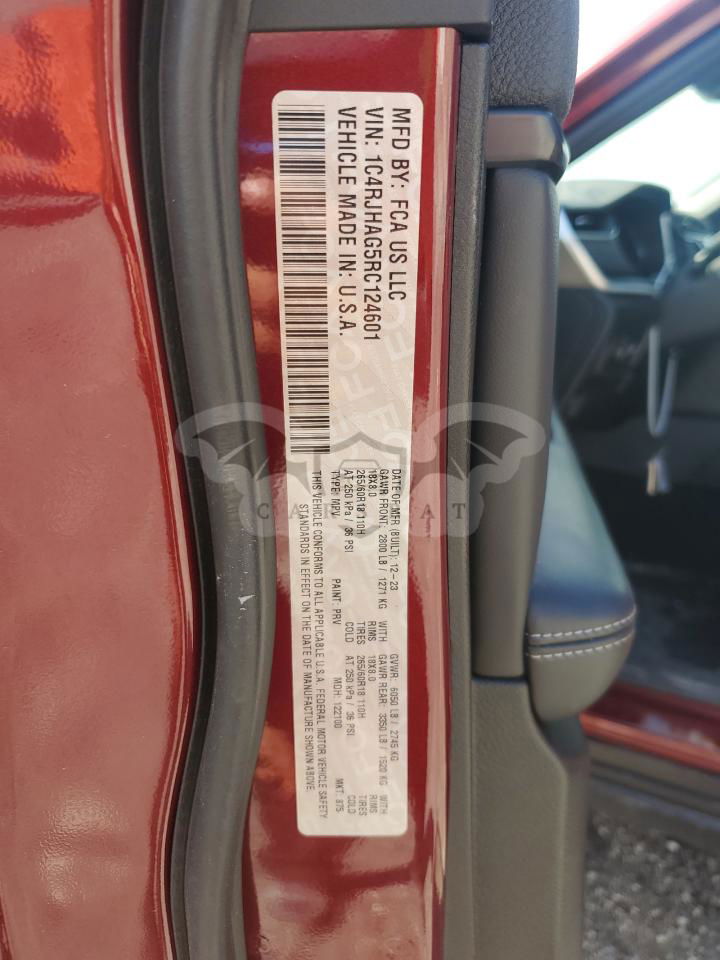 MFD BY: FCA US LLC
VIN: 1C4RJHAG5RC124601
VEHICLE MADE IN: U.S.A.
DATE OF MFR (BUILT): 12-23 GVWR: 6050 LB / 2745 KG
GAWR FRONT: 2800 LB / 1271 KG WITH GAWR REAR: 3350 LB / 1520 KG WITH
18X8.0 RIMS 18X8.0 RIMS
265/60R18 110H TIRES 265/60R18 110H TIRES
AT 250 kPa / 36 PSI COLD AT 250 kPa / 36 PSI COLD
TYPE: MPV PAINT: PRV MDH: 122100 MKT: 875
THIS VEHICLE CONFORMS TO ALL APPLICABLE U.S.A. FEDERAL MOTOR VEHICLE SAFETY
STANDARDS IN EFFECT ON THE DATE OF MANUFACTURE SHOWN ABOVE.